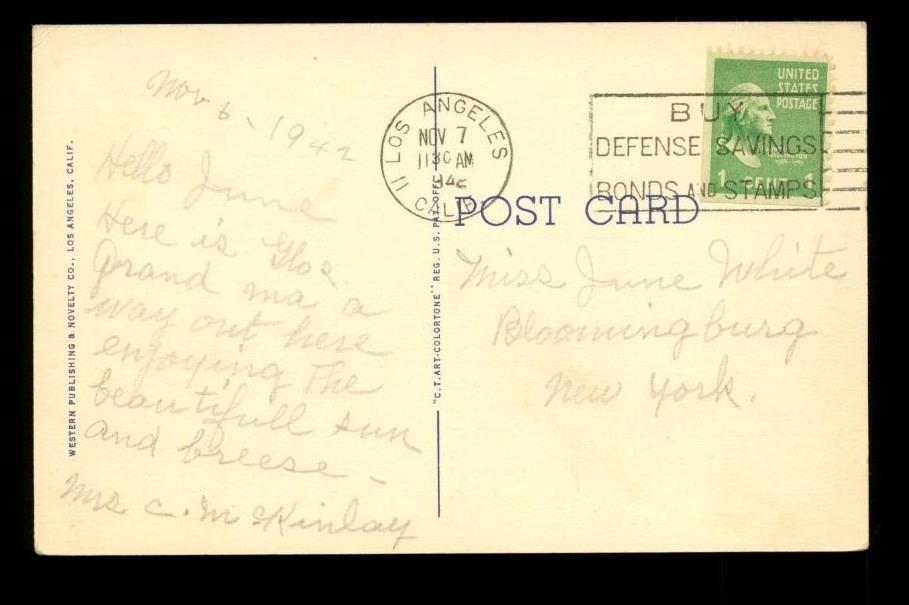 Nov 6, 1942
Hello June
Here is Glo's
Grand ma a
way out here
enjoying The
beautifull sun
and breese -
Mrs C. McKinlay
WESTERN PUBLISHING & NOVELTY CO., LOS ANGELES, CALIF.
"C.T.ART-COLORTONE" REG. U.S. PAT. OFF.
LOS ANGELES
NOV 7
1130 AM
194
11 CALIF.
BUY
DEFENSE SAVINGS
BONDS AND STAMPS
UNITED
STATES
POSTAGE
WASHINGTON
1 CENT 1
POST CARD
Miss June White
Bloomingburg
New York.